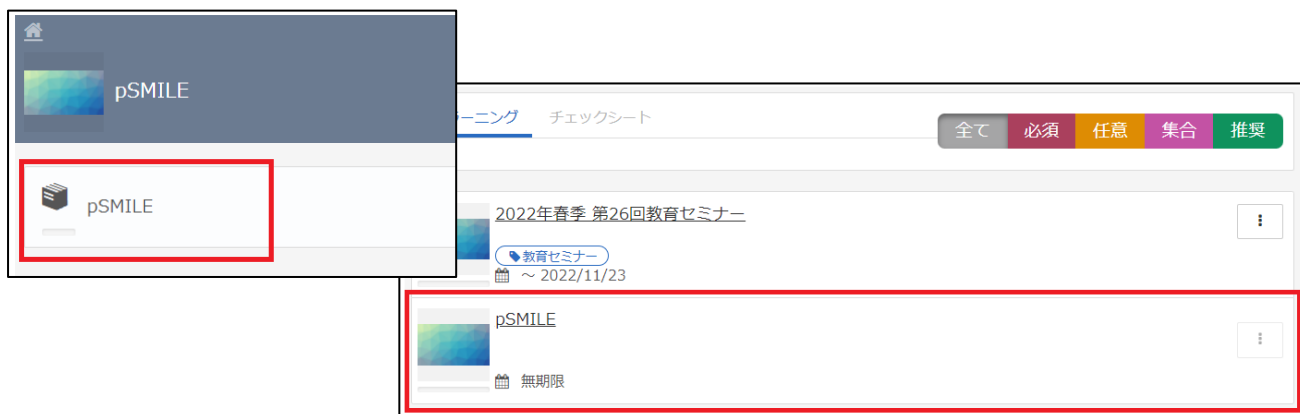 pSMILE
pSMILE
ーニング チェックシート
全て 必須 任意 集合 推奨
2022年春季 第26回教育セミナー
教育セミナー
～ 2022/11/23
pSMILE
無期限